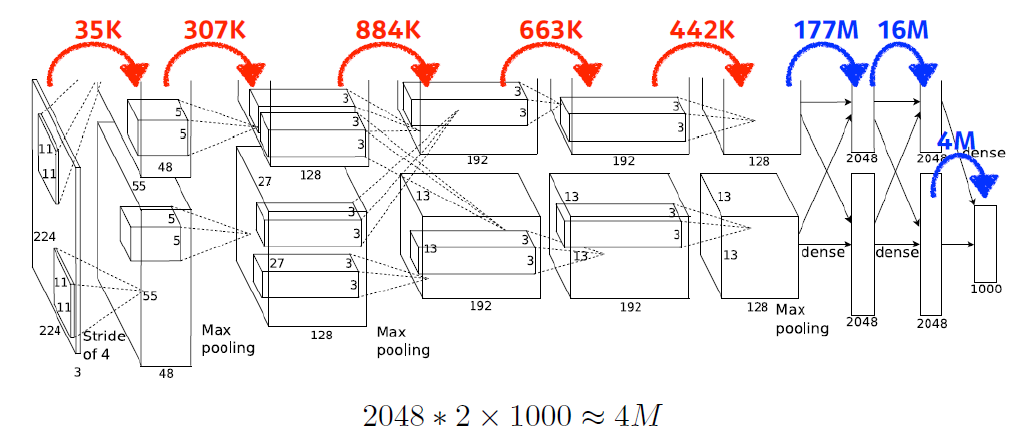 35K 307K 884K 663K 442K 177M 16M
5 3 3 3
5 3 3 3
11 3 3
11 48 192 192 128 2048 2048 4M dense
55 27 128
13 13 13
5 3 3
224 5 3 3
13 13 13
27 3 dense dense
11 55 3
11
192 192 128 1000
224 Stride Max 128 Max Max 2048 2048
of 4 pooling pooling pooling
3 48
2048 ∗ 2 × 1000 ≈ 4M